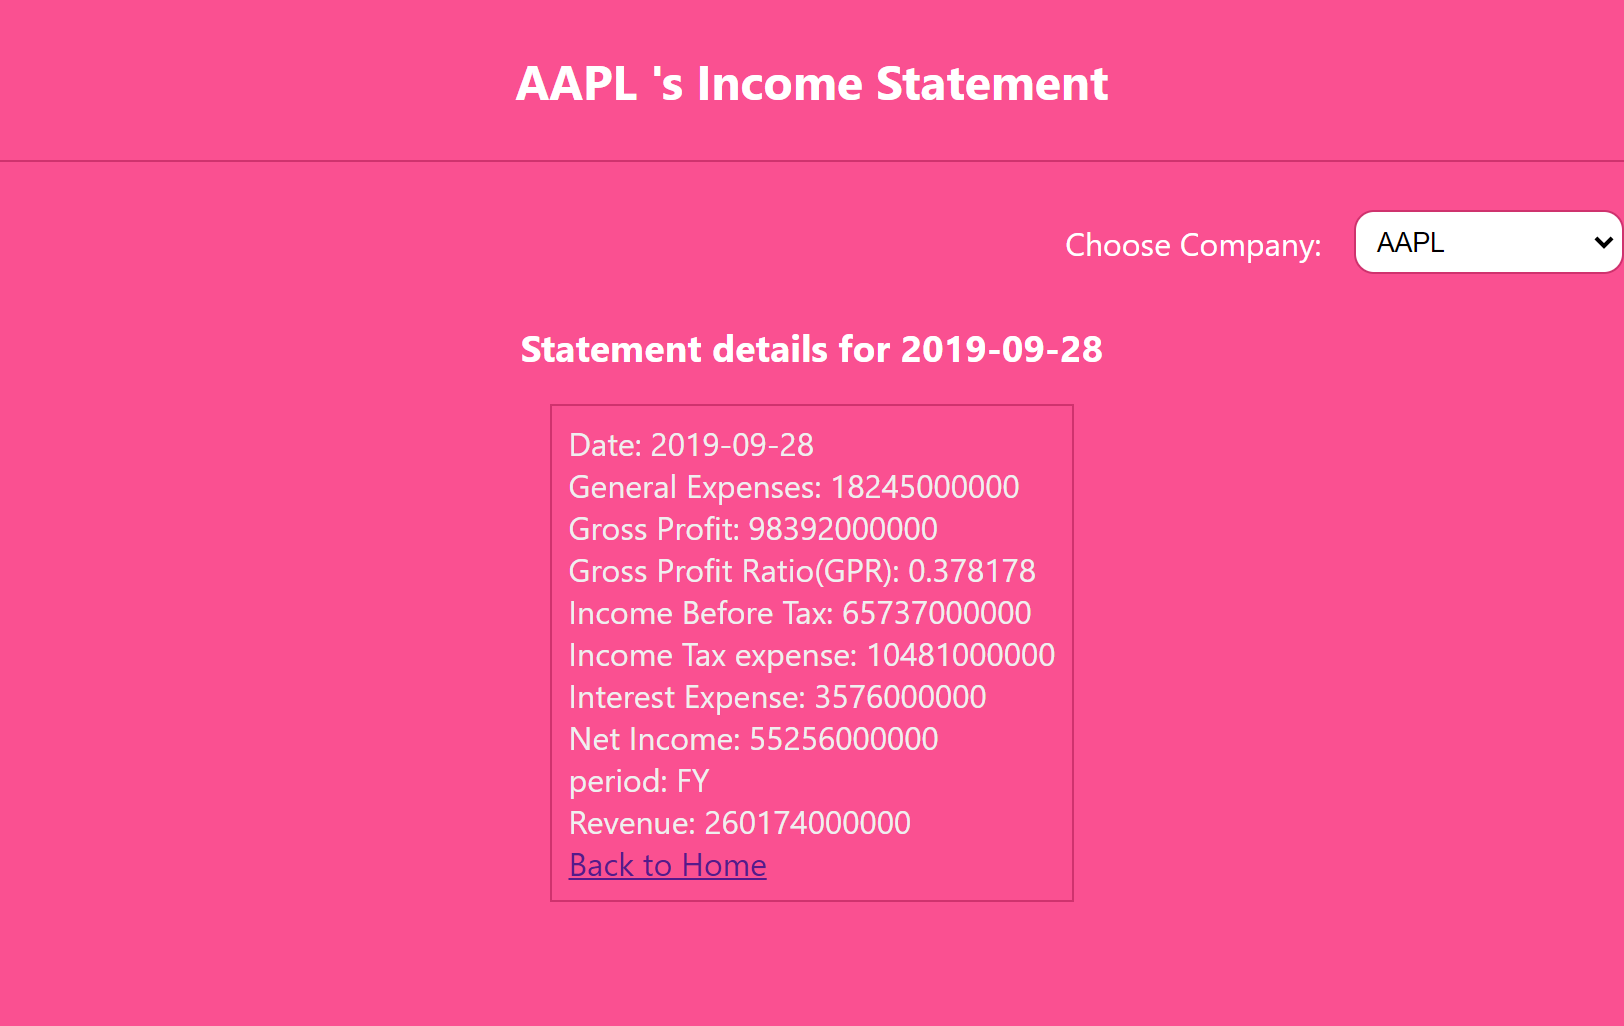 AAPL 's Income Statement
Choose Company:
AAPL
Statement details for 2019-09-28
Date: 2019-09-28
General Expenses: 18245000000
Gross Profit: 98392000000
Gross Profit Ratio(GPR): 0.378178
Income Before Tax: 65737000000
Income Tax expense: 10481000000
Interest Expense: 3576000000
Net Income: 55256000000
period: FY
Revenue: 260174000000
Back to Home